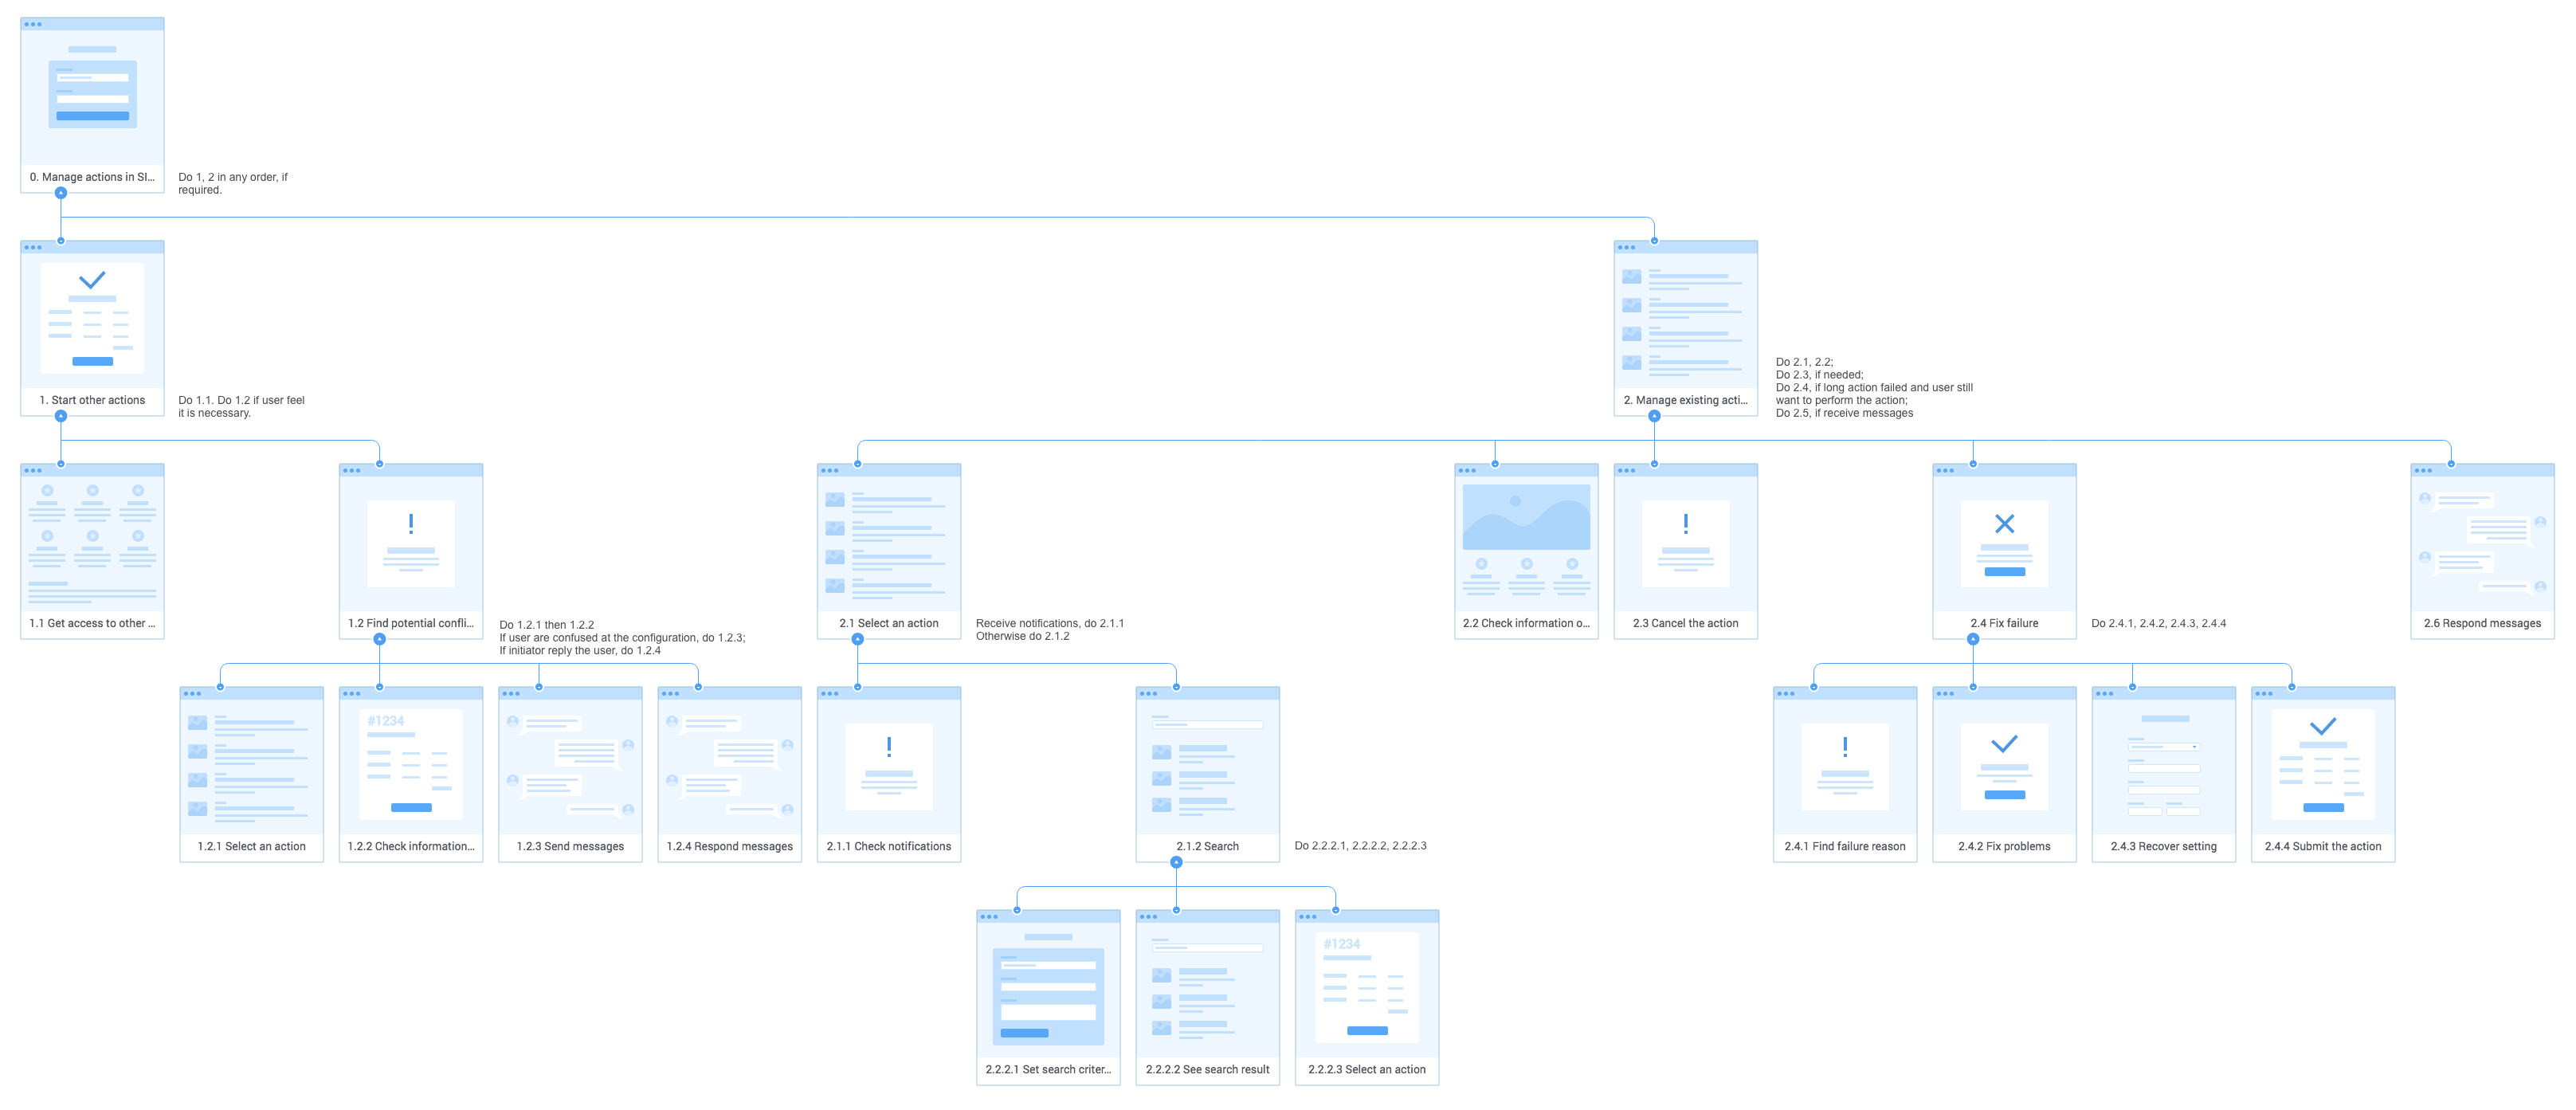 0. Manage actions in SI...
Do 1, 2 in any order, if
required.
1. Start other actions
Do 1.1. Do 1.2 if user feel
it is necessary.
2. Manage existing acti...
Do 2.1, 2.2;
Do 2.3, if needed;
Do 2.4, if long action failed and user still
want to perform the action;
Do 2.5, if receive messages
1.1 Get access to other ...
1.2 Find potential confli...
Do 1.2.1 then 1.2.2
If user are confused at the configuration, do 1.2.3;
If initiator reply the user, do 1.2.4
2.1 Select an action
Receive notifications, do 2.1.1
Otherwise do 2.1.2
2.2 Check information o...
2.3 Cancel the action
2.4 Fix failure
Do 2.4.1, 2.4.2, 2.4.3, 2.4.4
2.6 Respond messages
1.2.1 Select an action
#1234
1.2.2 Check information...
1.2.3 Send messages
1.2.4 Respond messages
2.1.1 Check notifications
2.1.2 Search
Do 2.2.2.1, 2.2.2.2, 2.2.2.3
2.4.1 Find failure reason
2.4.2 Fix problems
2.4.3 Recover setting
2.4.4 Submit the action
2.2.2.1 Set search criter...
2.2.2.2 See search result
#1234
2.2.2.3 Select an action